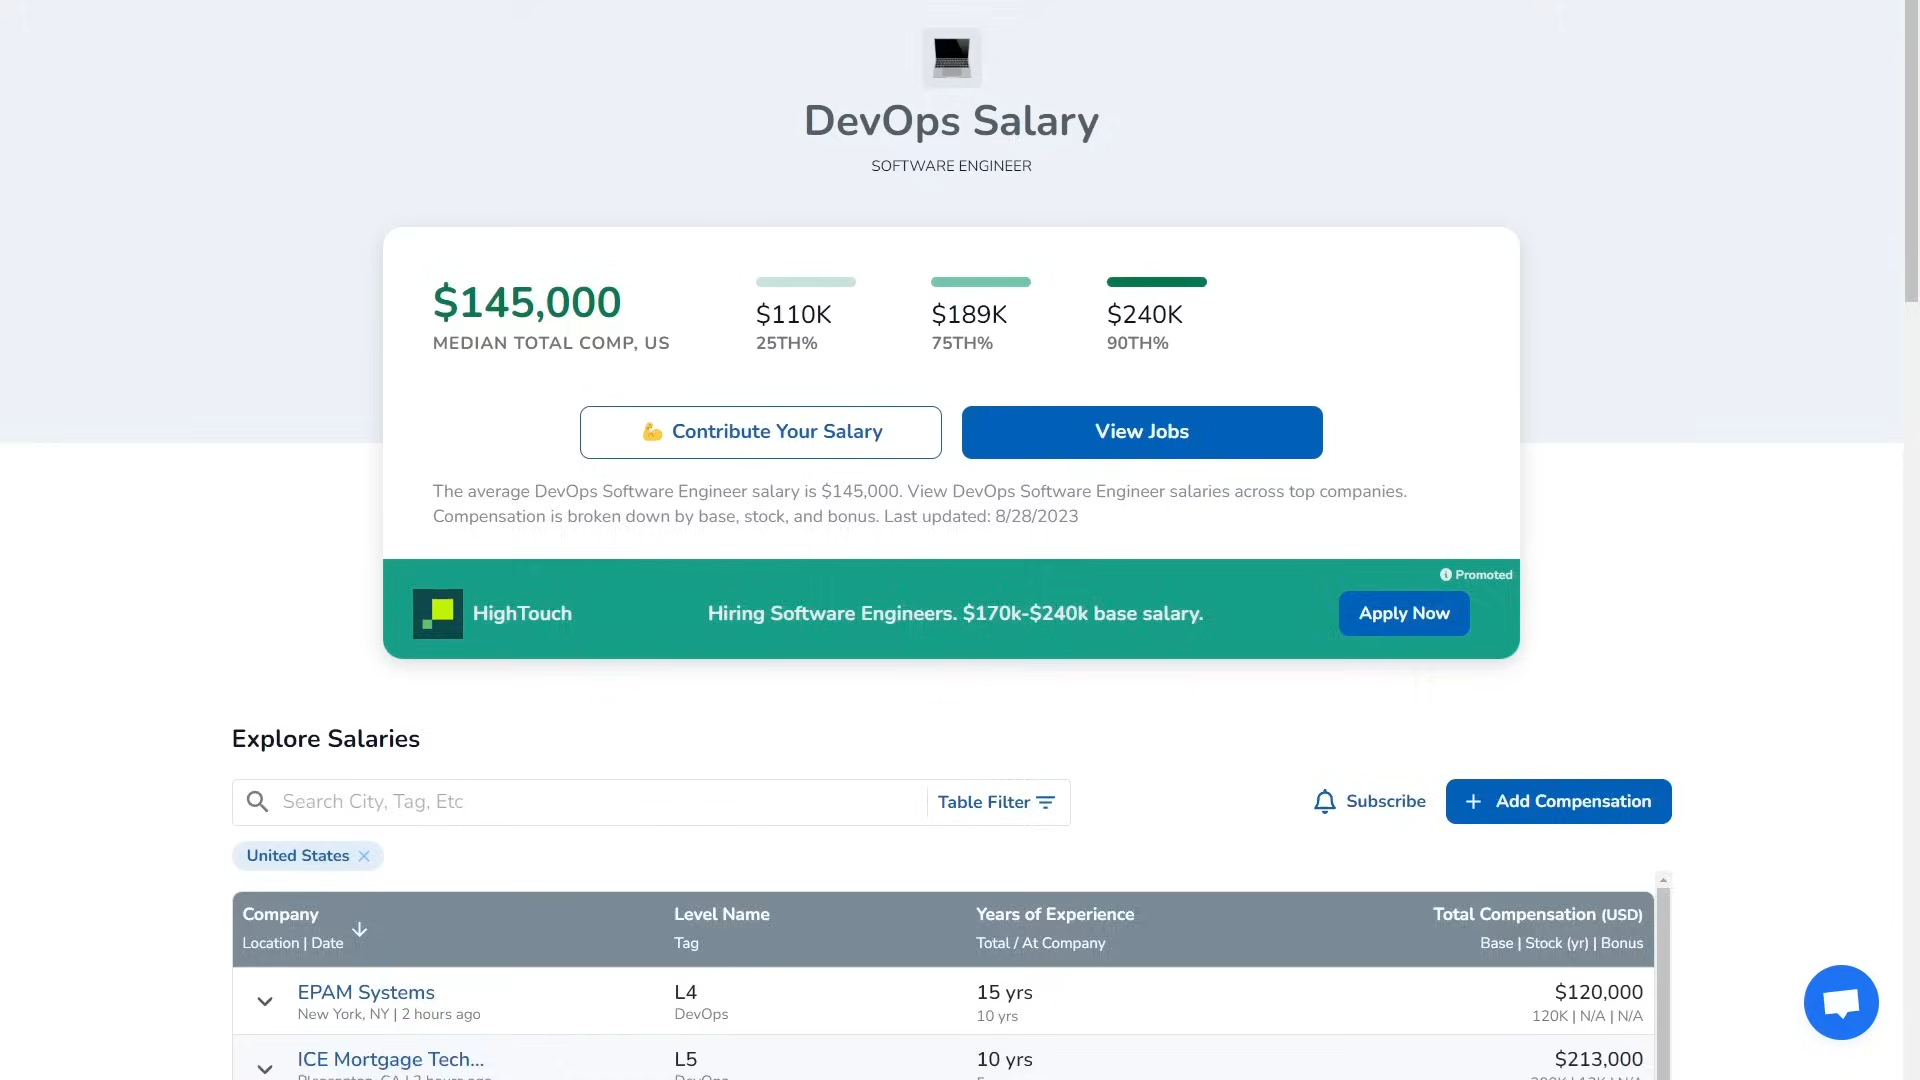 DevOps Salary
SOFTWARE ENGINEER
$145,000
MEDIAN TOTAL COMP, US
$110K
25TH%
$189K
75TH%
$240K
90TH%
Contribute Your Salary
View Jobs
The average DevOps Software Engineer salary is $145,000. View DevOps Software Engineer salaries across top companies.
Compensation is broken down by base, stock, and bonus. Last updated: 8/28/2023
Promoted
HighTouch
Hiring Software Engineers. $170k-$240k base salary.
Apply Now
Explore Salaries
Search City, Tag, Etc
Table Filter
Subscribe
Add Compensation
United States
Company
Location | Date
Level Name
Tag
Years of Experience
Total / At Company
Total Compensation (USD)
Base | Stock (yr) | Bonus
EPAM Systems
New York, NY | 2 hours ago
L4
DevOps
15 yrs
10 yrs
$120,000
120K | N/A | N/A
ICE Mortgage Tech...
L5
10 yrs
$213,000